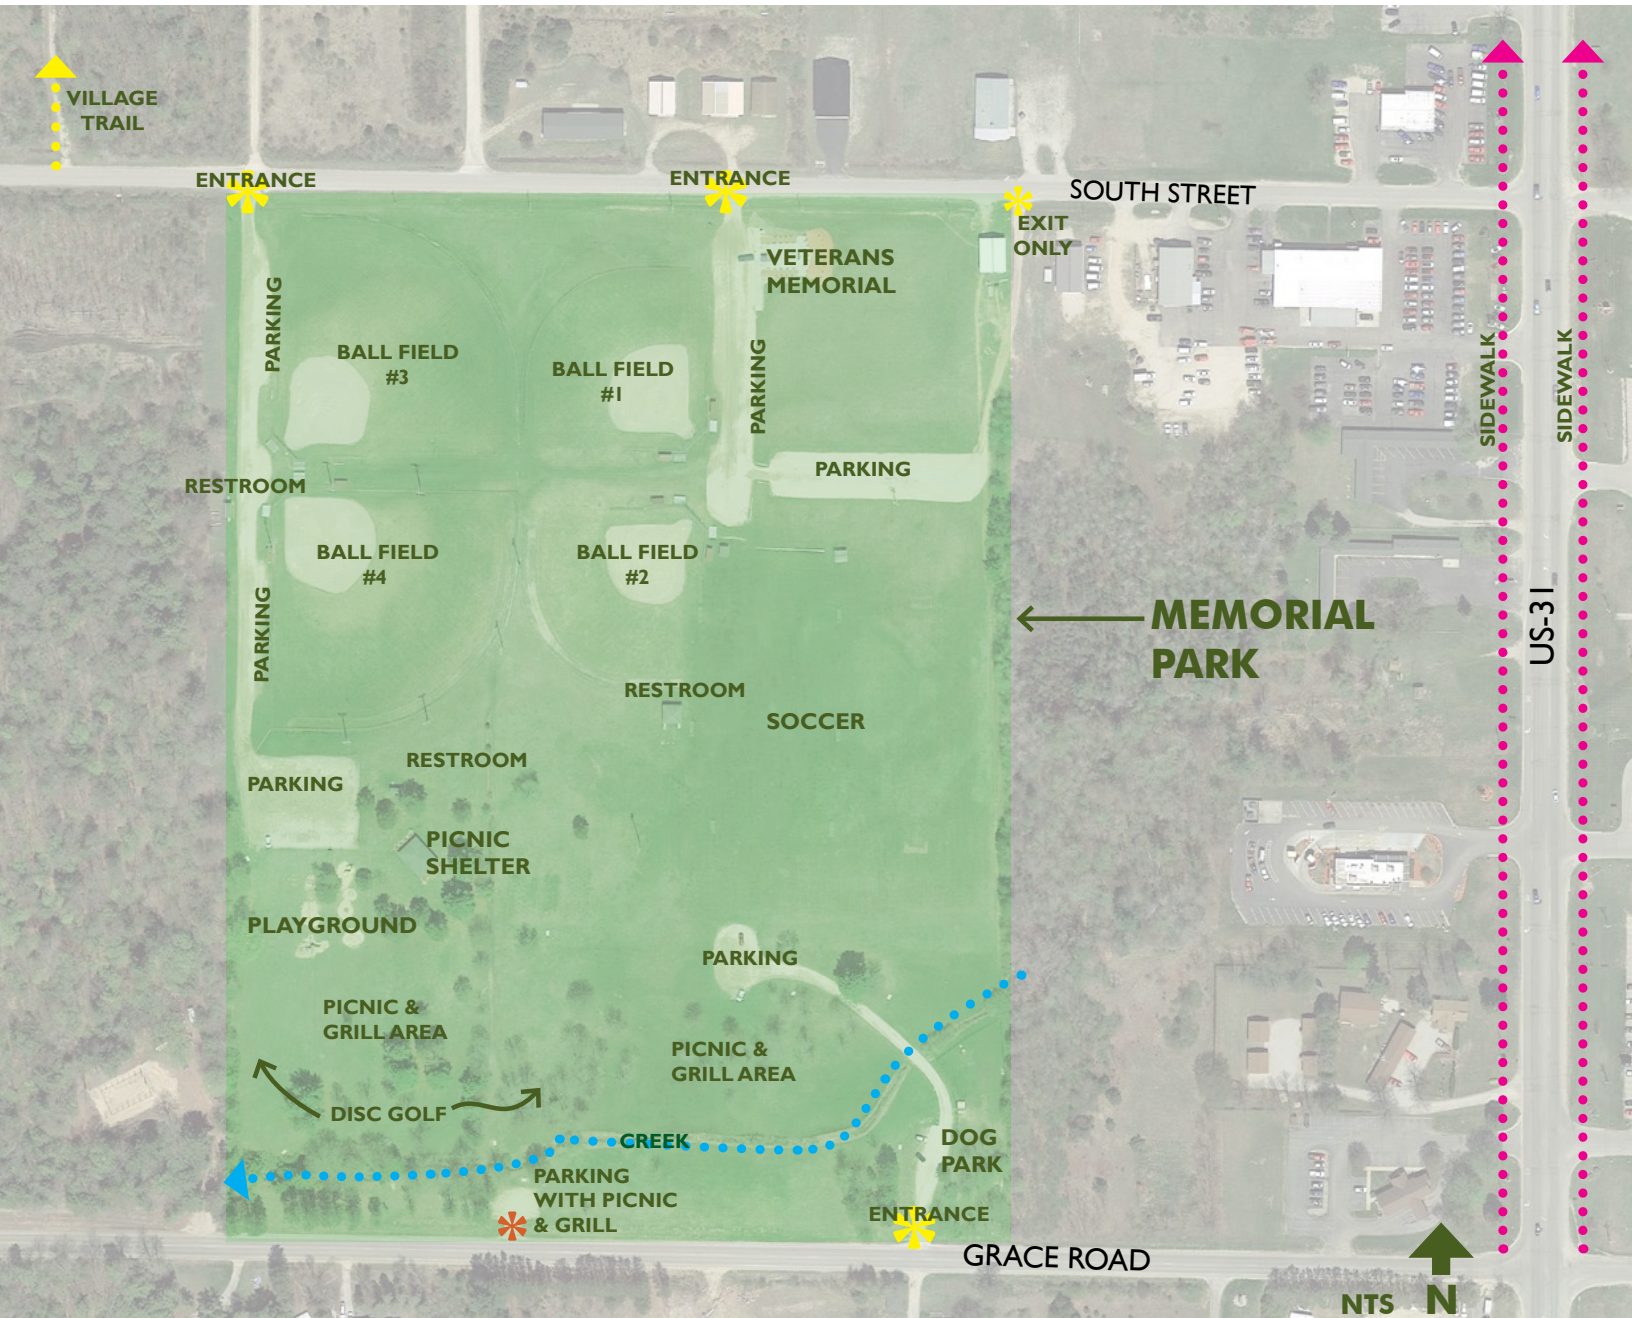 VILLAGE
TRAIL
ENTRANCE
ENTRANCE
SOUTH STREET
EXIT
ONLY
VETERANS
MEMORIAL
PARKING
BALL FIELD
#3
BALL FIELD
#1
PARKING
SIDEWALK
SIDEWALK
PARKING
RESTROOM
BALL FIELD
#4
BALL FIELD
#2
PARKING
MEMORIAL
PARK
US-31
RESTROOM
SOCCER
RESTROOM
PARKING
PICNIC
SHELTER
PLAYGROUND
PARKING
PICNIC &
GRILL AREA
PICNIC &
GRILL AREA
DISC GOLF
CREEK
DOG
PARK
PARKING
WITH PICNIC
& GRILL
ENTRANCE
GRACE ROAD
NTS
N